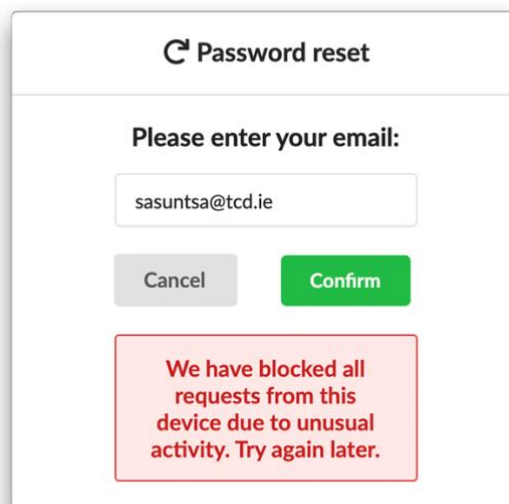 Password reset
Please enter your email:
sasuntsa@tcd.ie
Cancel
Confirm
We have blocked all
requests from this
device due to unusual
activity. Try again later.